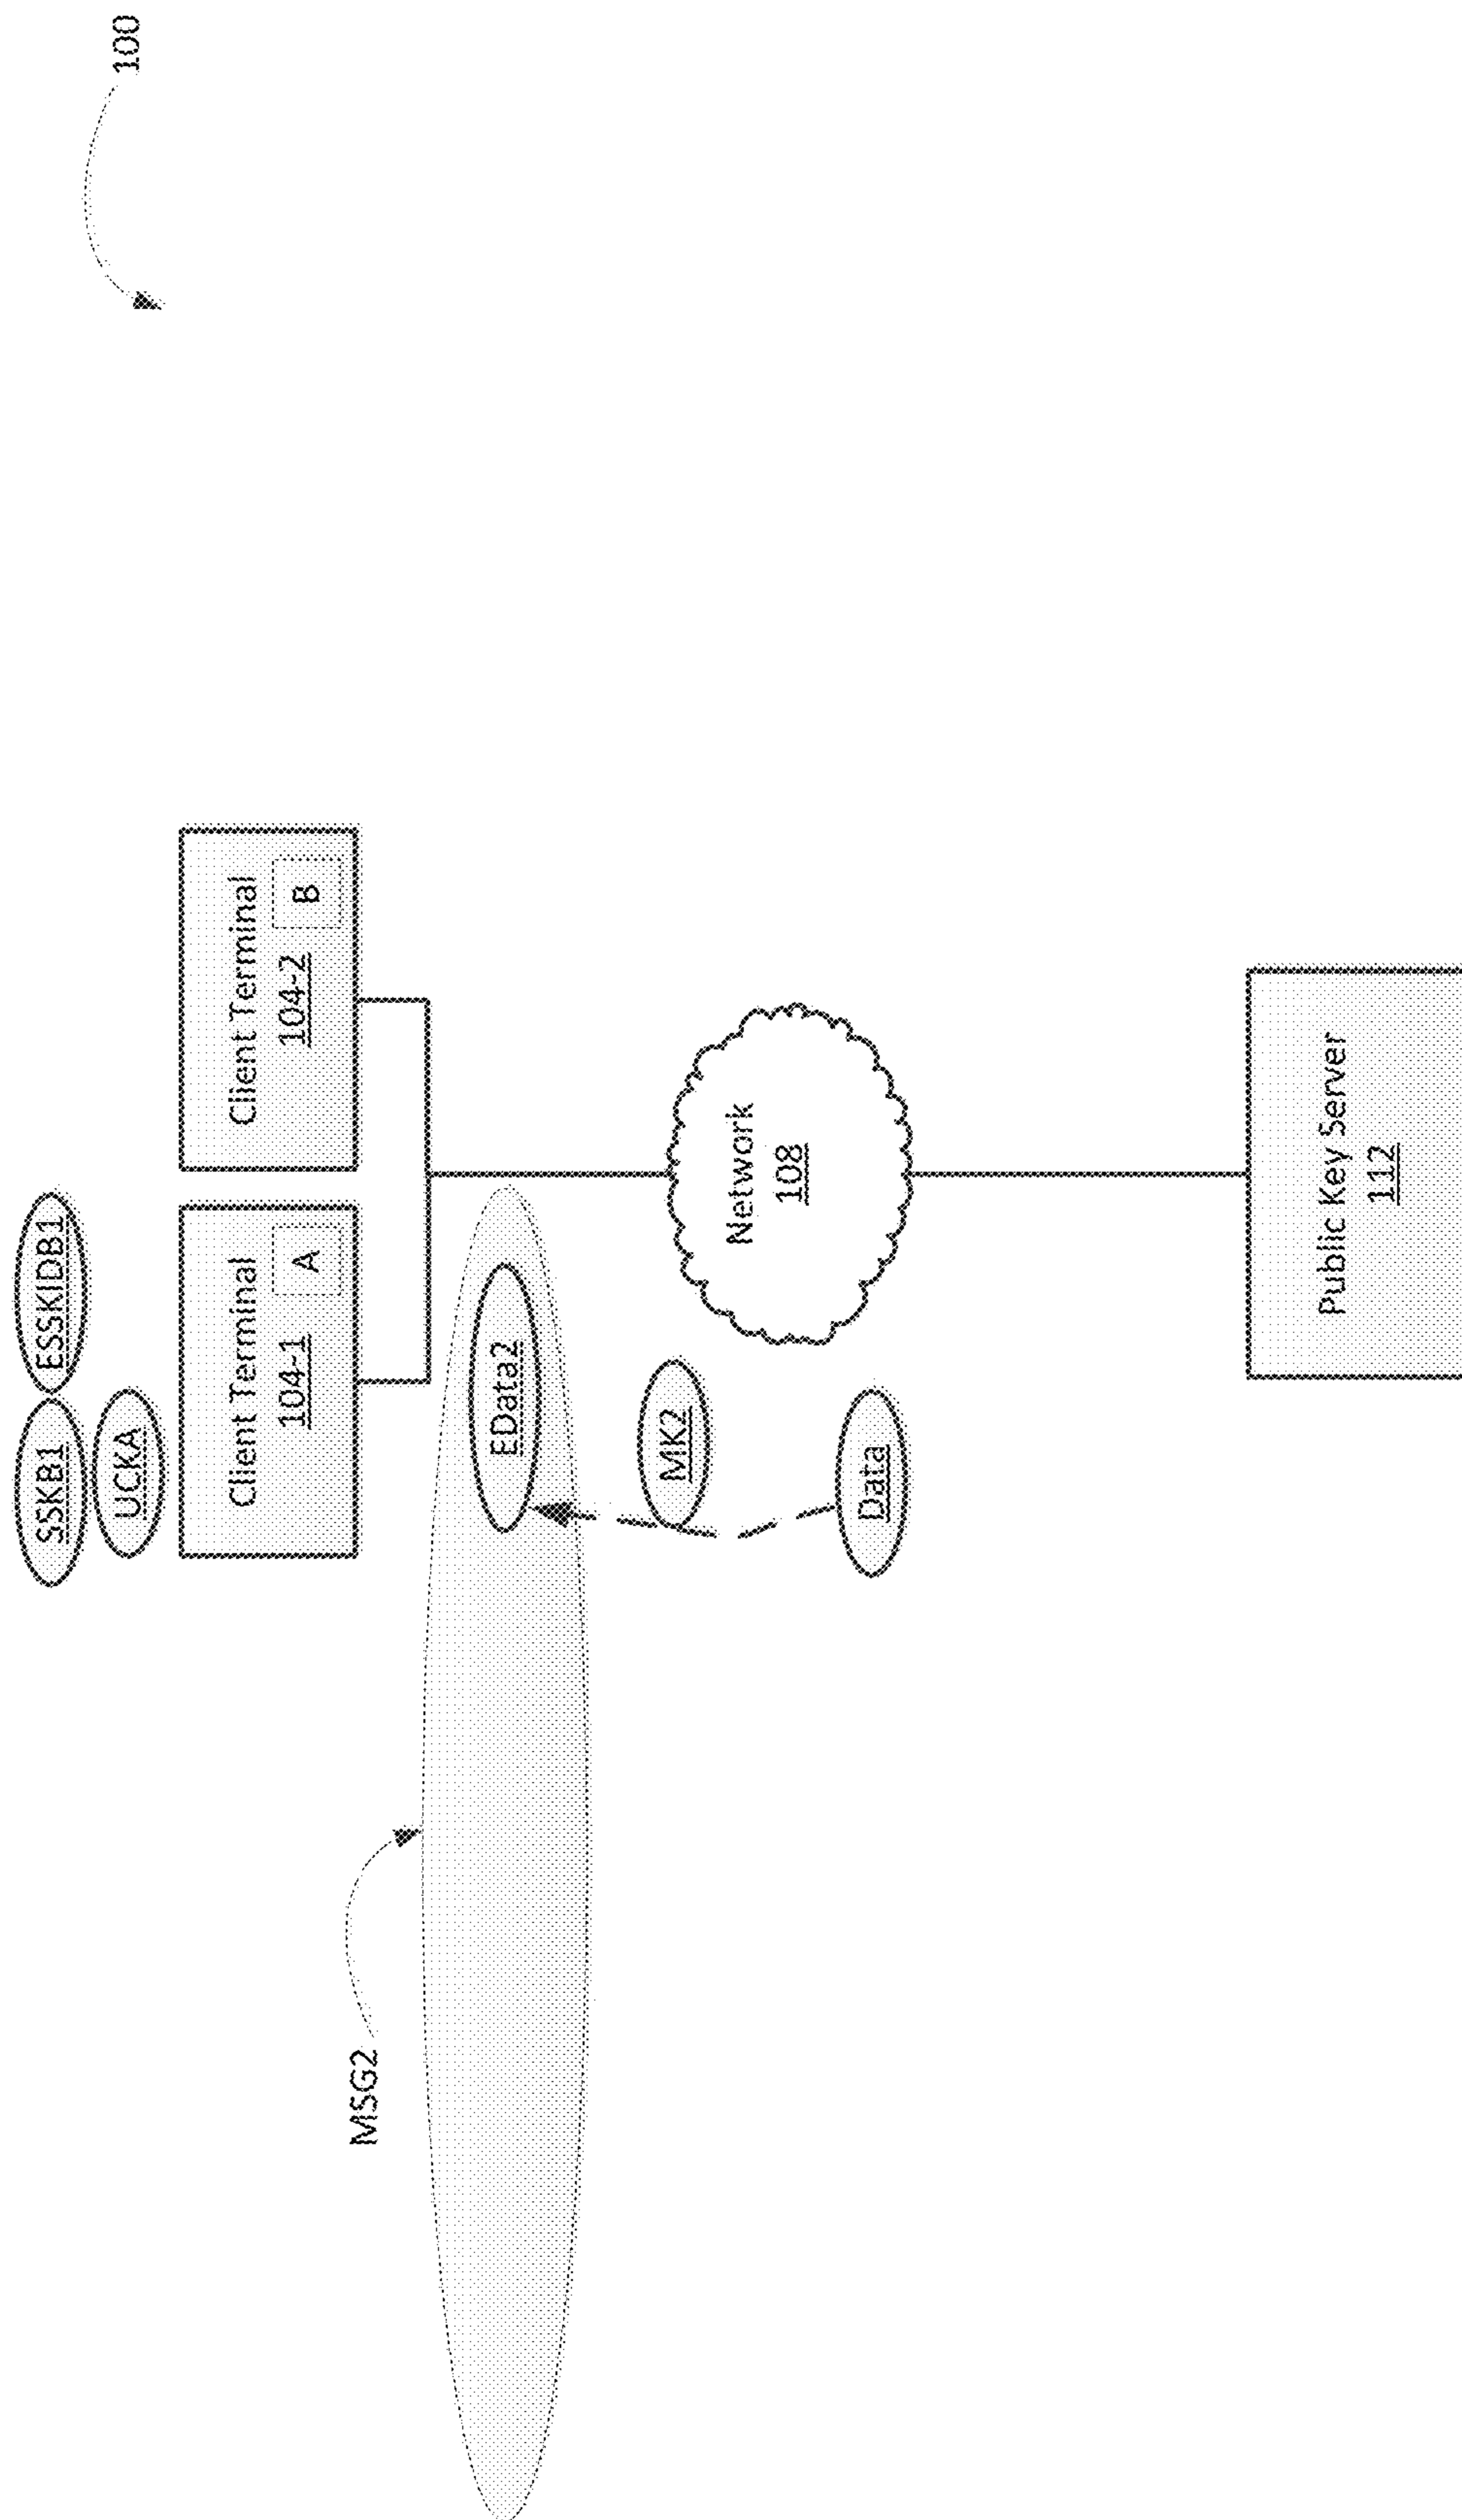 100
SSKB1
ESSKIDB1
UCKA
Client Terminal
104-1
A
Client Terminal
104-2
B
MSG2
EData2
MK2
Network
108
Data
Public Key Server
112